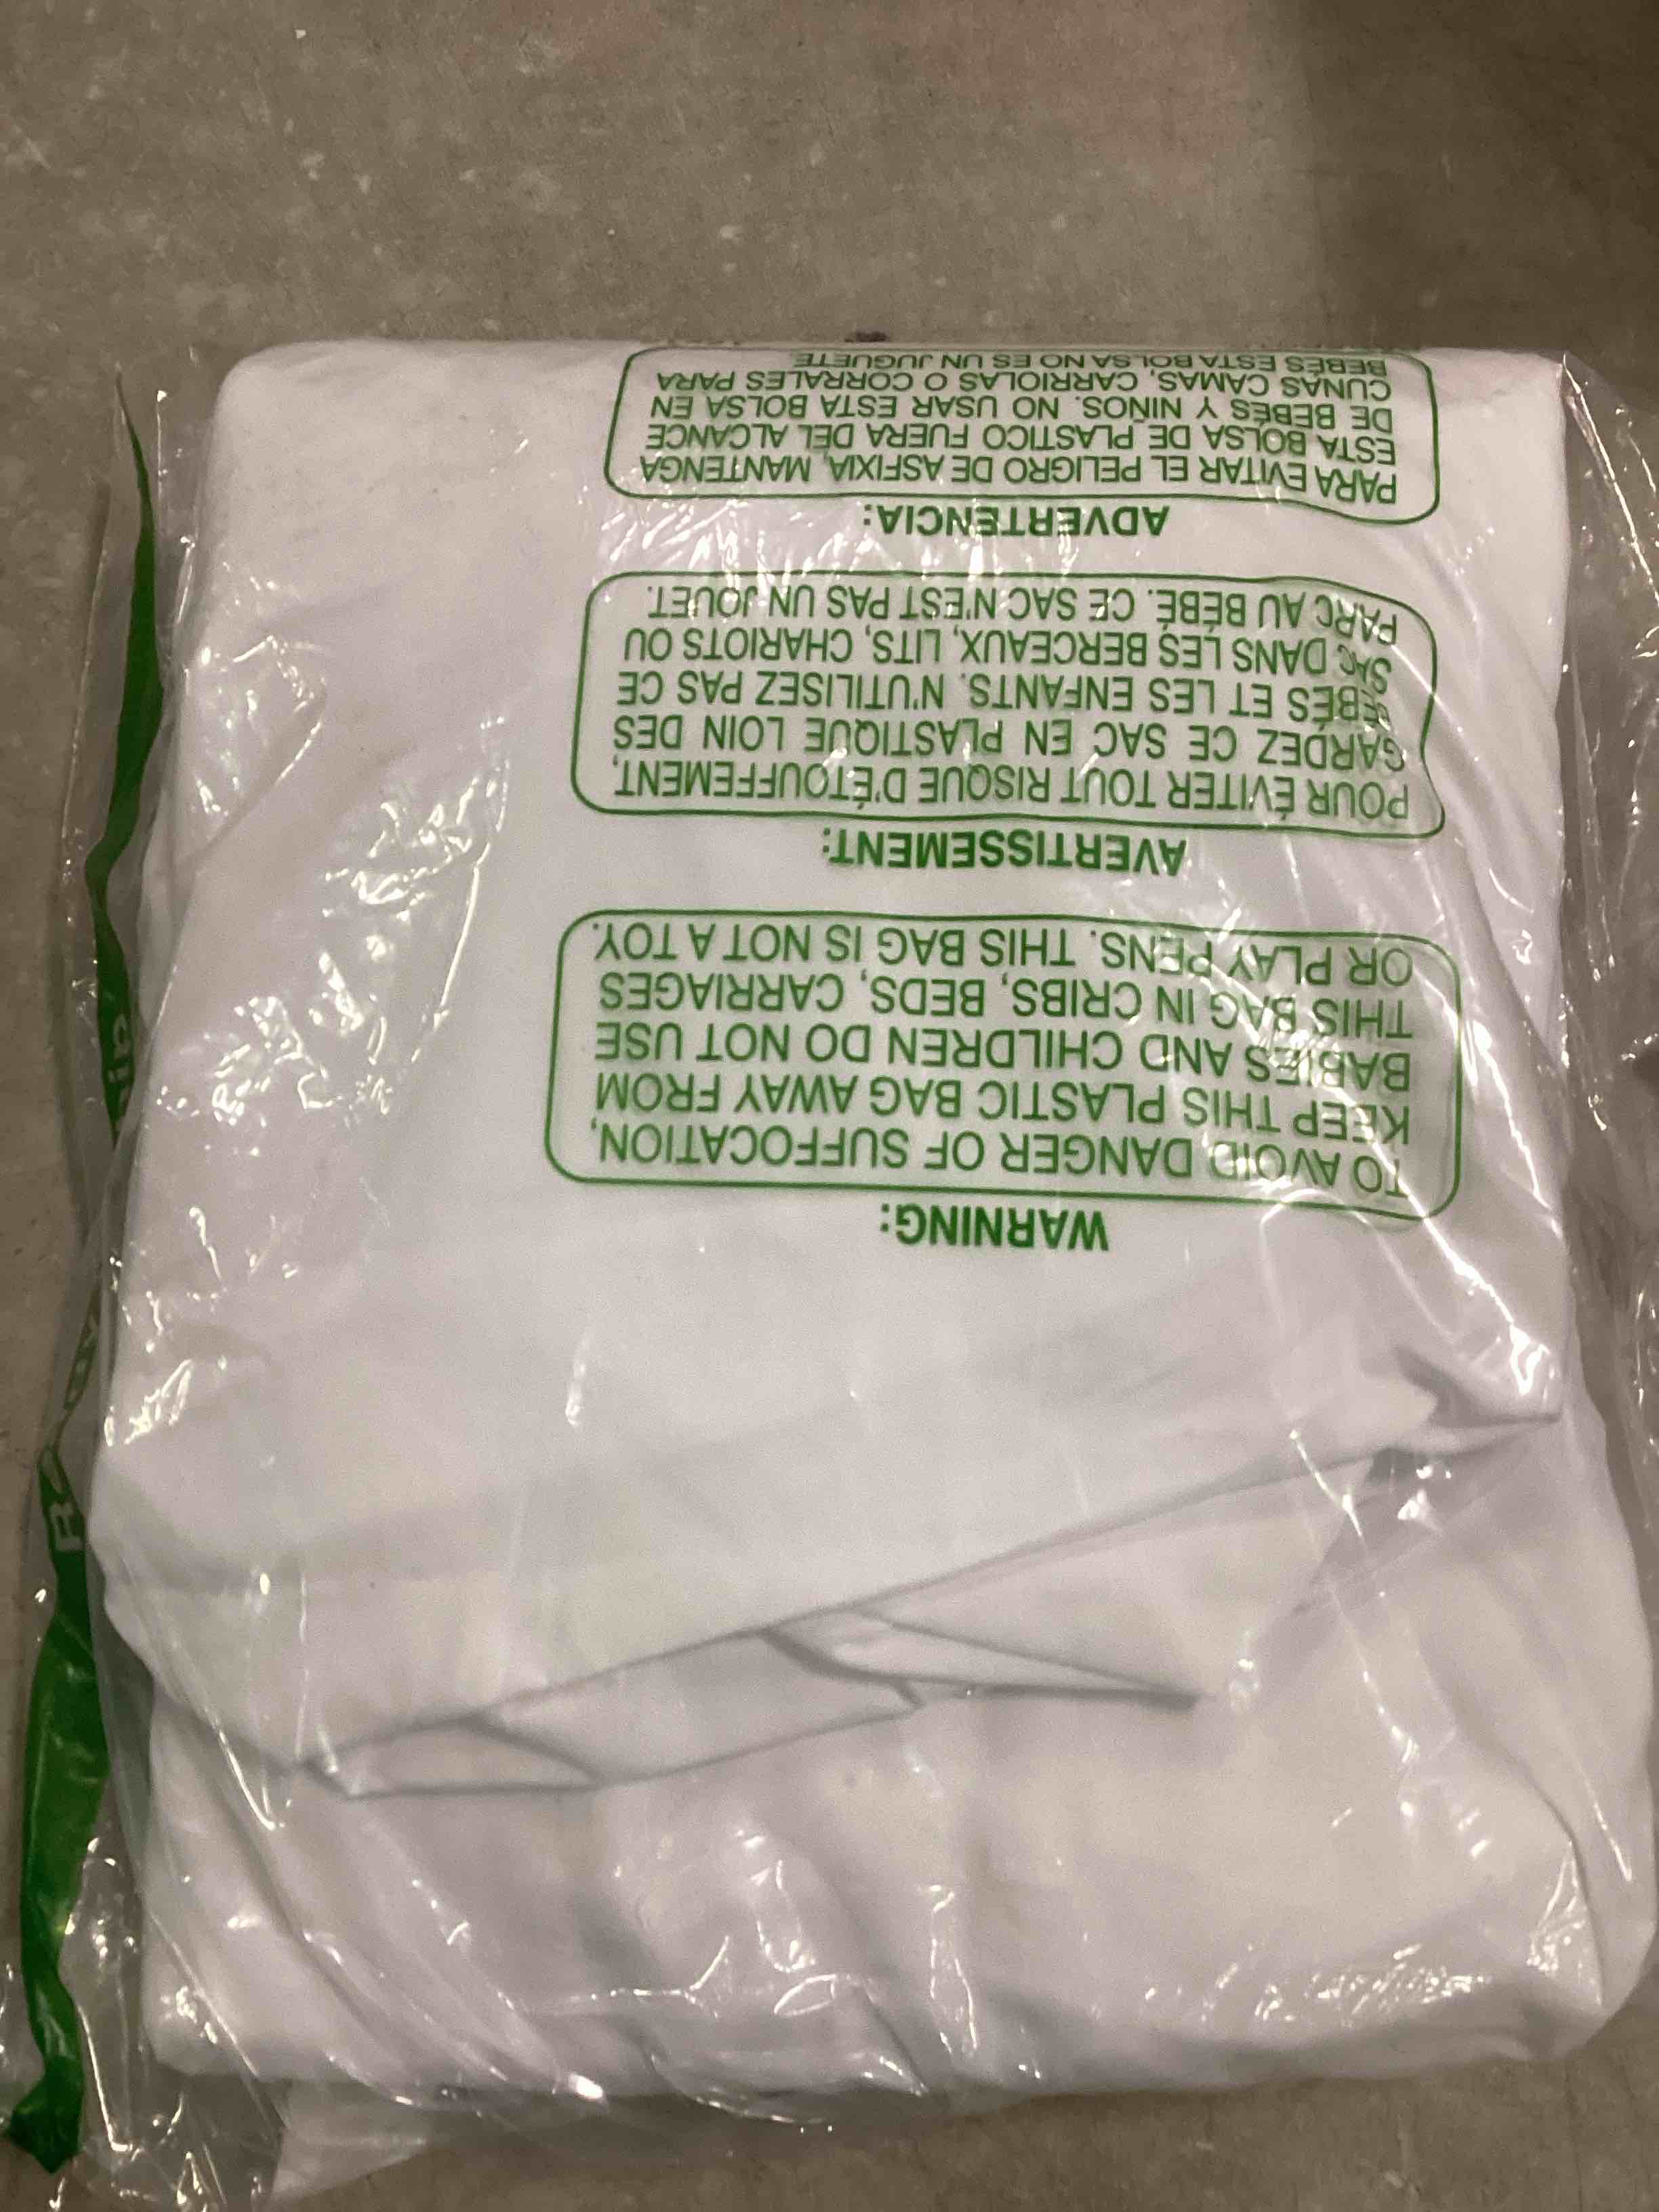 WARNING:
TO AVOID DANGER OF SUFFOCATION,
KEEP THIS PLASTIC BAG AWAY FROM
BABIES AND CHILDREN DO NOT USE
THIS BAG IN CRIBS, BEDS, CARRIAGES
OR PLAY PENS. THIS BAG IS NOT A TOY.
AVERTISSEMENT:
POUR ÉVITER TOUT RISQUE D'ÉTOUFFEMENT,
GARDEZ CE SAC EN PLASTIQUE LOIN DES
BÉBÉS ET LES ENFANTS. N'UTILISEZ PAS CE
SAC DANS LES BERCEAUX, LITS, CHARIOTS OU
PARC AU BÉBÉ. CE SAC N'EST PAS UN JOUET.
ADVERTENCIA:
PARA EVITAR EL PELIGRO DE ASFIXIA, MANTENGA
ESTA BOLSA DE PLASTICO FUERA DEL ALCANCE
DE BEBÉS Y NIÑOS. NO USAR ESTA BOLSA EN
CUNAS CAMAS, CARRIOLAS O CORRALES PARA
BEBÉS ESTA BOLSA NO ES UN JUGUETE